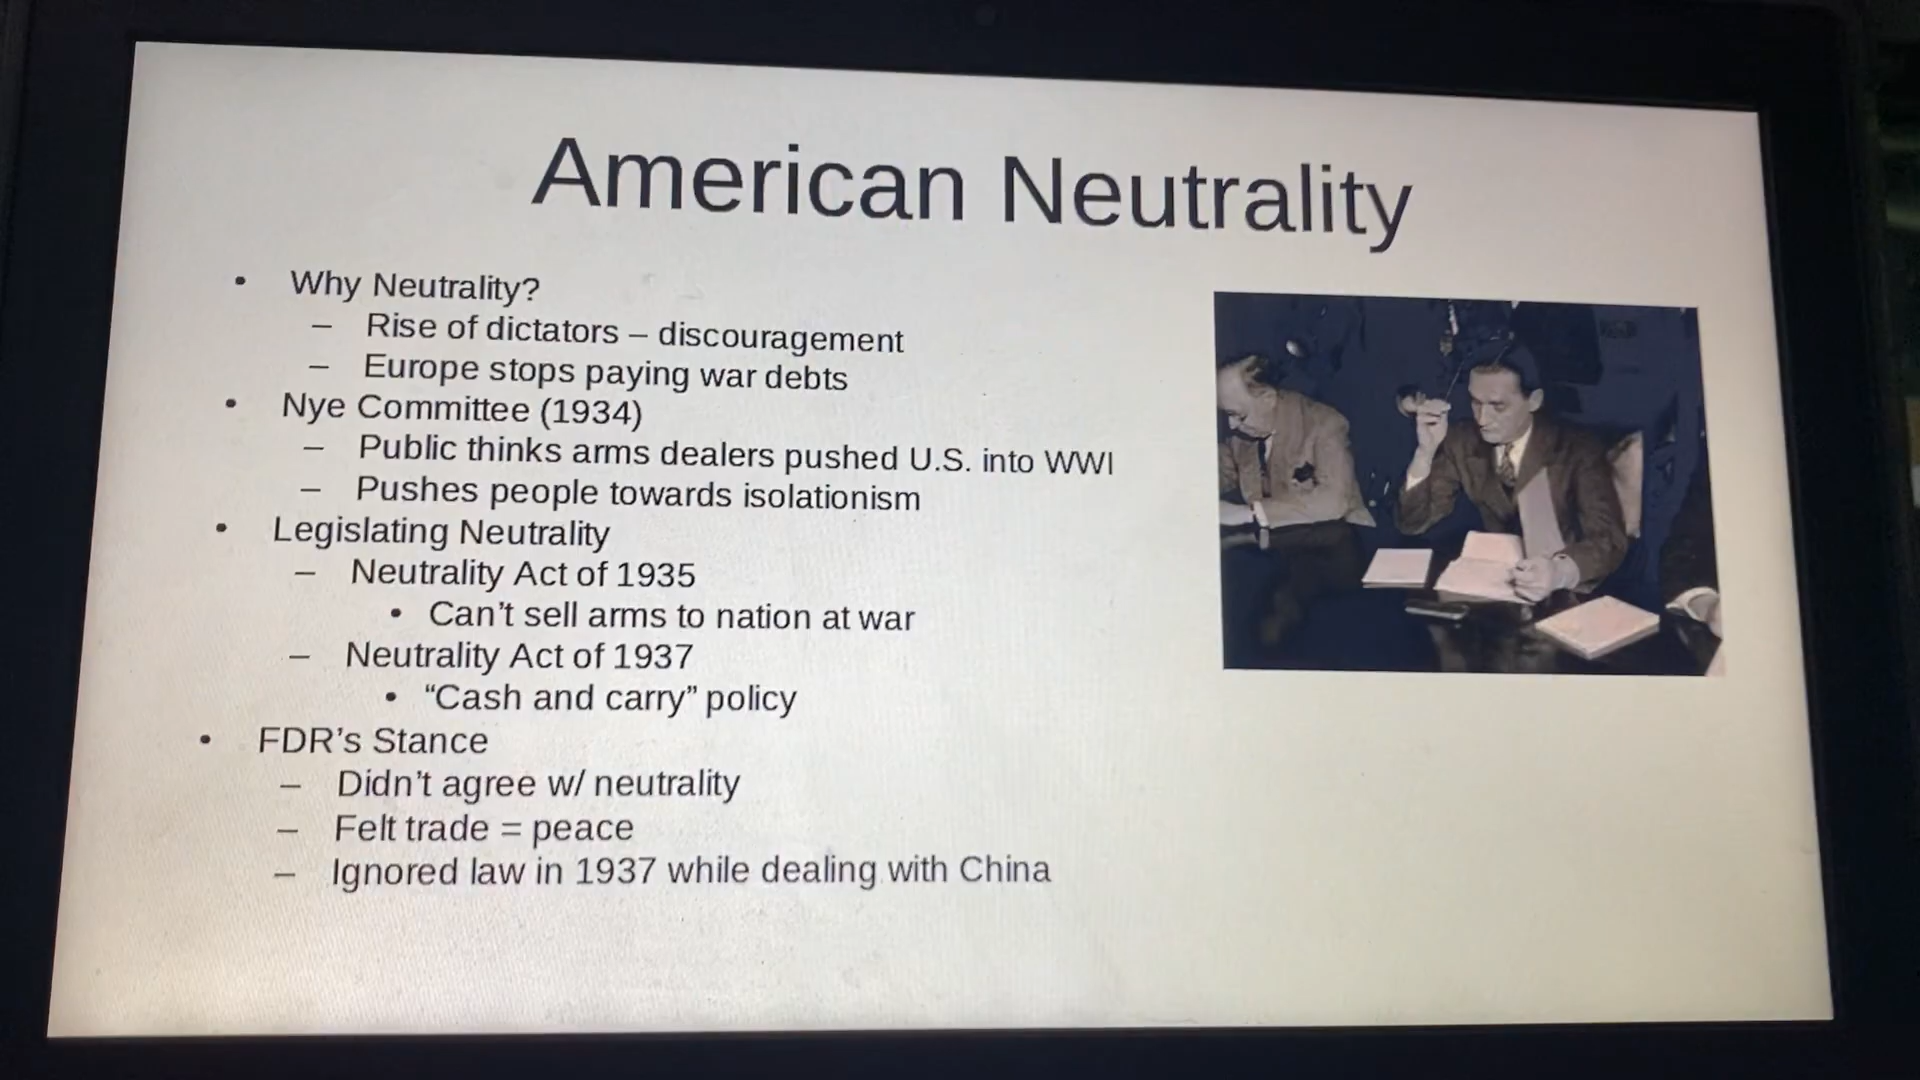 American Neutrality
• Why Neutrality?
– Rise of dictators – discouragement
– Europe stops paying war debts
• Nye Committee (1934)
– Public thinks arms dealers pushed U.S. into WWI
– Pushes people towards isolationism
• Legislating Neutrality
– Neutrality Act of 1935
• Can’t sell arms to nation at war
– Neutrality Act of 1937
• “Cash and carry” policy
• FDR’s Stance
– Didn’t agree w/ neutrality
– Felt trade = peace
– Ignored law in 1937 while dealing with China